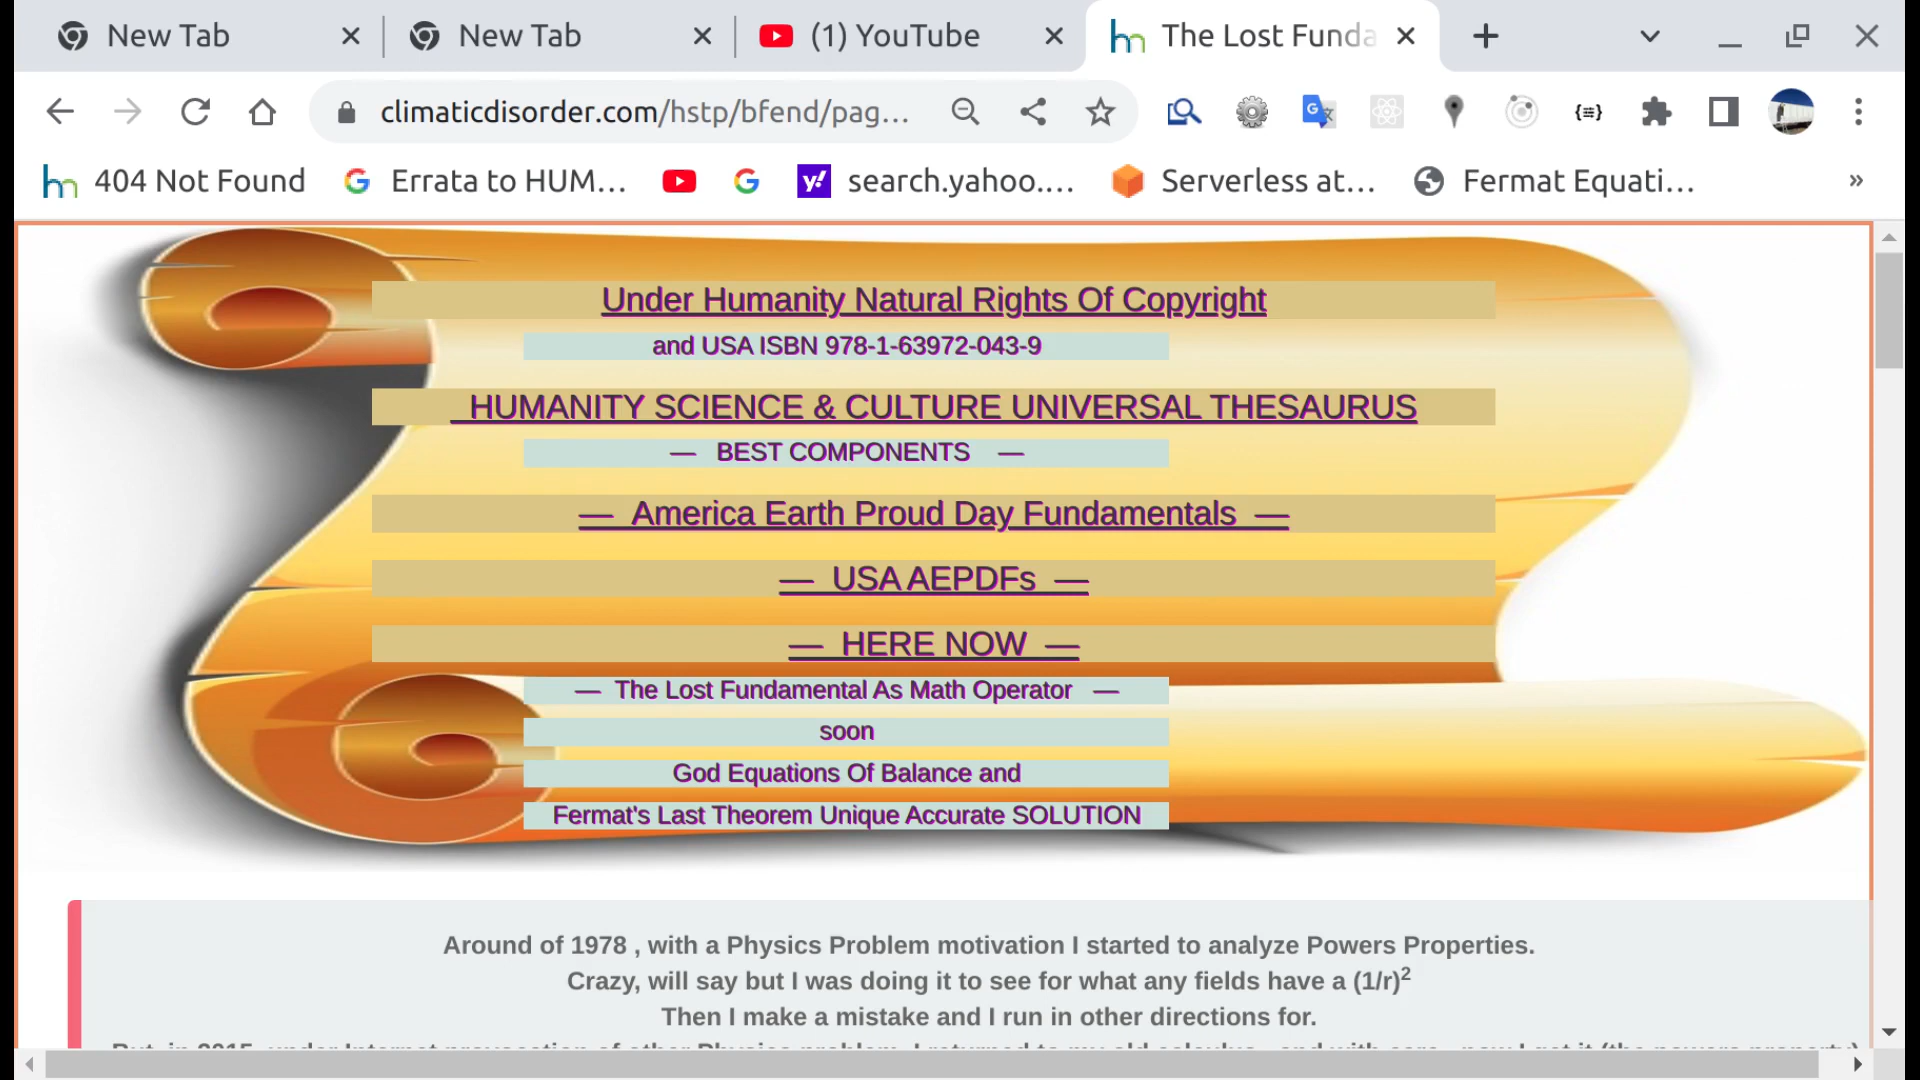 New Tab
New Tab
(1) YouTube
The Lost Funda
climaticdisorder.com/hstp/bfend/pag...
404 Not Found
Errata to HUM...
search.yahoo....
Serverless at...
Fermat Equati...
Under Humanity Natural Rights Of Copyright
and USA ISBN 978-1-63972-043-9
HUMANITY SCIENCE & CULTURE UNIVERSAL THESAURUS
— BEST COMPONENTS —
— America Earth Proud Day Fundamentals —
— USA AEPDFs —
— HERE NOW —
— The Lost Fundamental As Math Operator —
soon
God Equations Of Balance and
Fermat's Last Theorem Unique Accurate SOLUTION
Around of 1978 , with a Physics Problem motivation I started to analyze Powers Properties.
Crazy, will say but I was doing it to see for what any fields have a (1/r)²
Then I make a mistake and I run in other directions for.